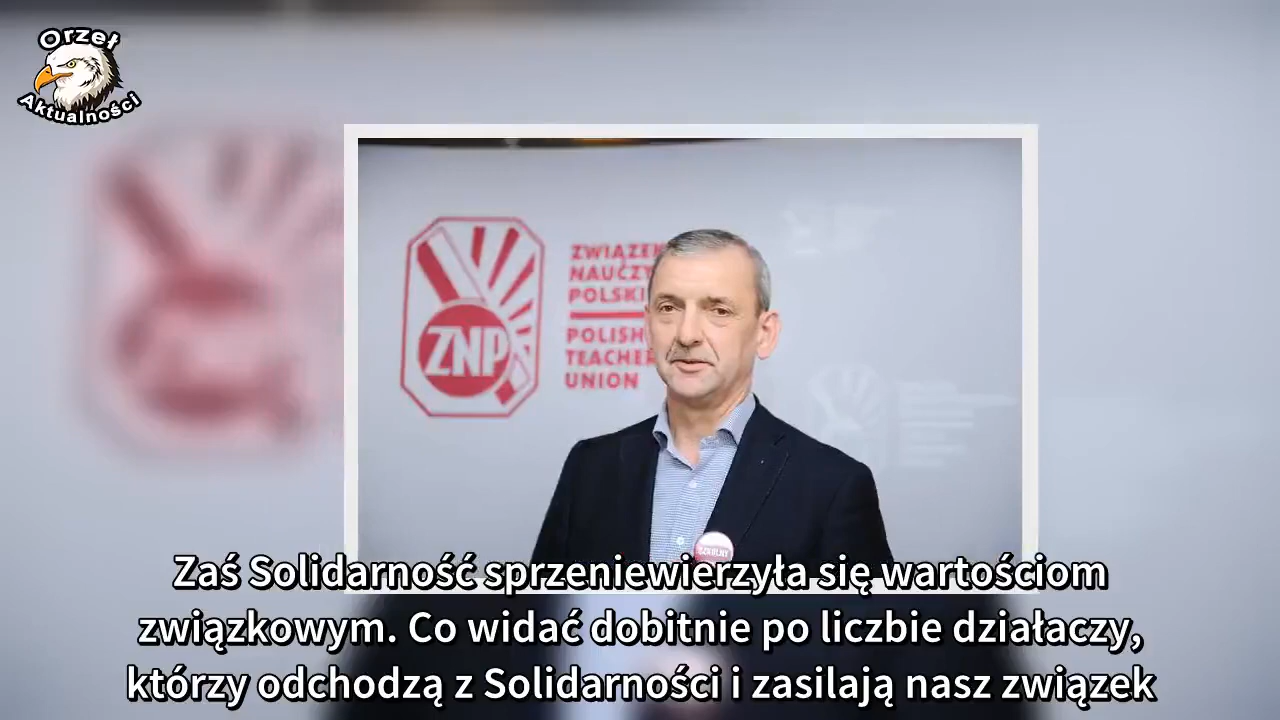 Orzeł
Aktualności
ZWIĄZEK
NAUCZY
POLSKI
POLISH
TEACHER
UNION
ZNP
Zaś Solidarność sprzeniewierzyła się wartościom
związkowym. Co widać dobitnie po liczbie działaczy,
którzy odchodzą z Solidarności i zasilają nasz związek